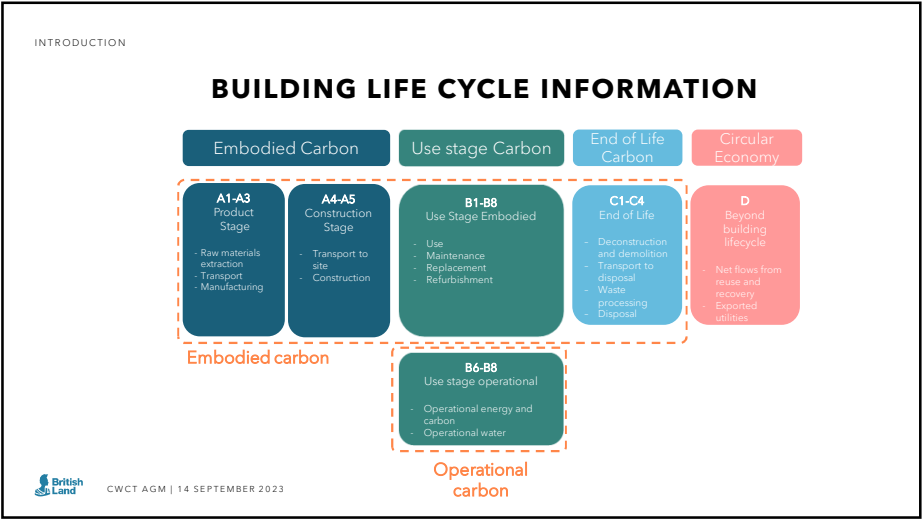 INTRODUCTION
BUILDING LIFE CYCLE INFORMATION
Embodied Carbon
Use stage Carbon
End of Life
Carbon
Circular
Economy
A1-A3
Product
Stage
- Raw materials
extraction
- Transport
- Manufacturing
A4-A5
Construction
Stage
- Transport to
site
- Construction
B1-B8
Use Stage Embodied
- Use
- Maintenance
- Replacement
- Refurbishment
C1-C4
End of Life
- Deconstruction
and demolition
- Transport to
disposal
- Waste
processing
- Disposal
D
Beyond
building
lifecycle
- Net flows from
reuse and
recovery
- Exported
utilities
Embodied carbon
B6-B8
Use stage operational
- Operational energy and
carbon
- Operational water
Operational
carbon
British
Land
CWCT AGM | 14 SEPTEMBER 2023